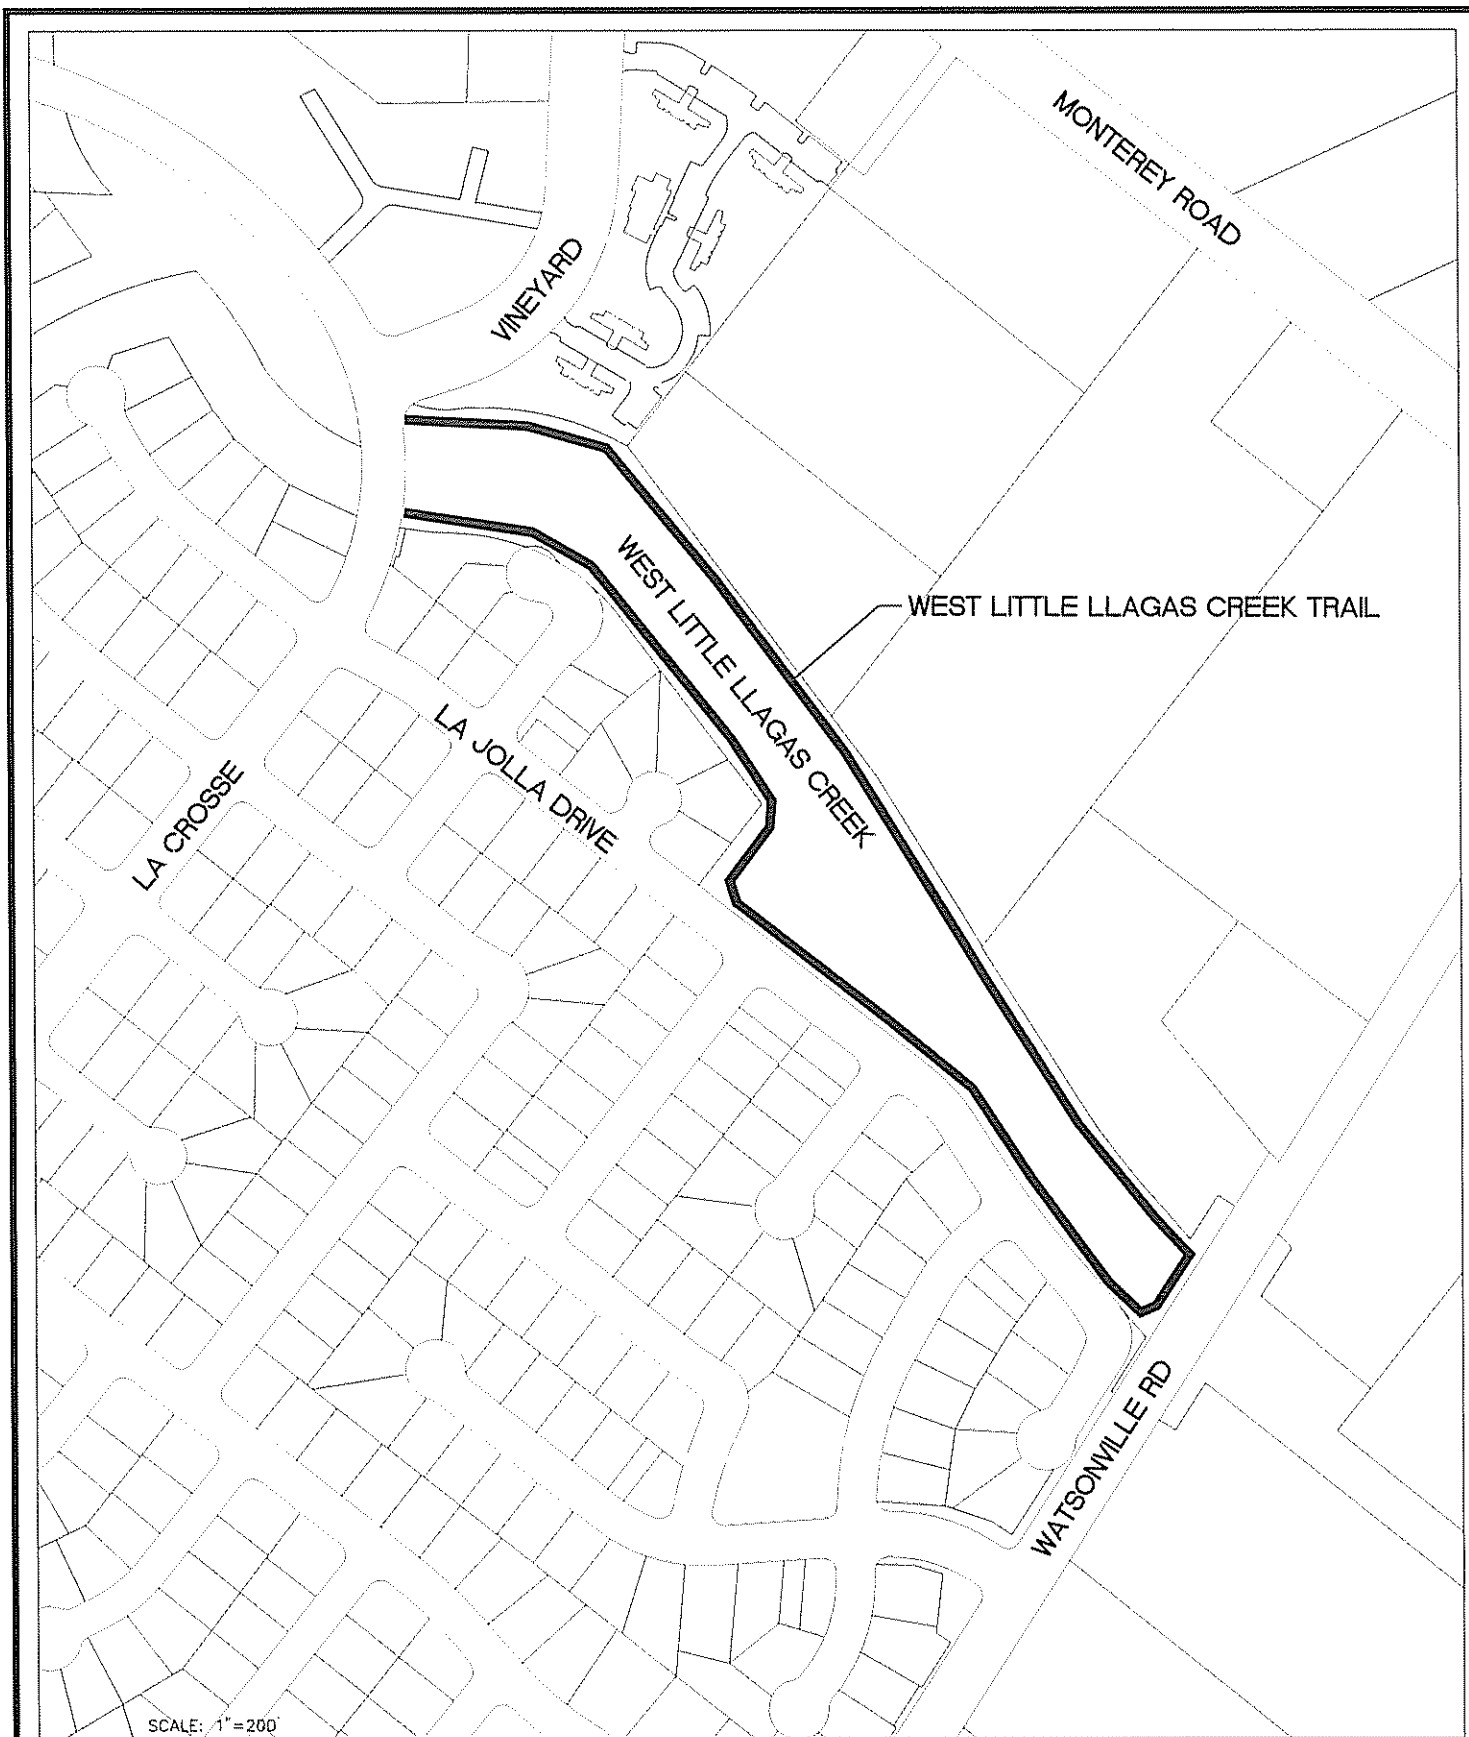 MONTEREY ROAD
VINEYARD
WEST LITTLE LLAGAS CREEK
WEST LITTLE LLAGAS CREEK TRAIL
LA JOLLA DRIVE
LA CROSSE
WATSONVILLE RD
SCALE: 1"=200'